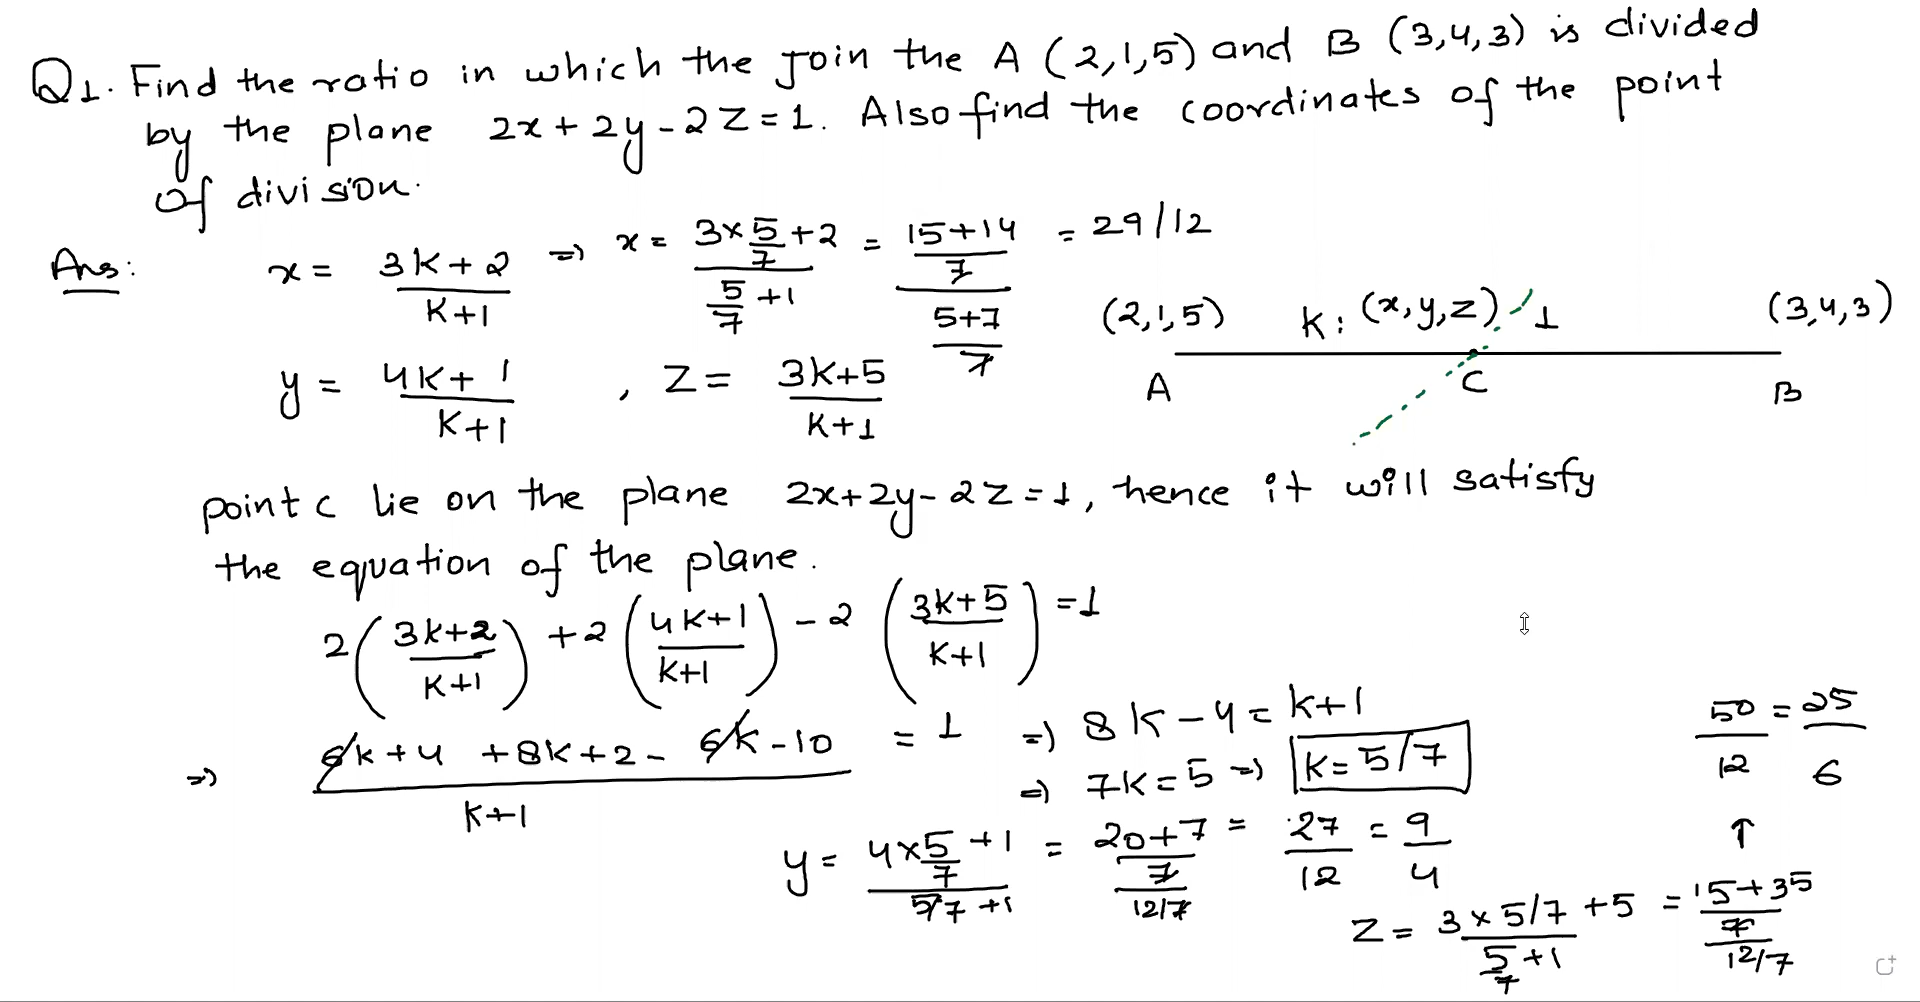 Q1. Find the ratio in which the join the A (2,1,5) and B (3,4,3) is divided
by the plane 2x+2y-2z=1. Also find the coordinates of the point
of division.
Ans: x = (3k+2)/(k+1) => x = (3×5/7+2)/(5/7+1) = ((15+14)/7)/((5+7)/7) = 29/12
(2,1,5) k: (x,y,z) 1 (3,4,3)
A C B
y = (4k+1)/(k+1) , z = (3k+5)/(k+1)
point c lie on the plane 2x+2y-2z=1, hence it will satisfy
the equation of the plane.
2((3k+2)/(k+1)) +2((4k+1)/(k+1)) -2((3k+5)/(k+1)) =1
=> (6k+4 +8k+2- 6k-10)/(k+1) = 1 => 8k-4= k+1
=> 7k=5 => k=5/7
y= (4×5/7+1)/(5/7+1) = ((20+7)/7)/(12/7) = 27/12 = 9/4
z= (3×5/7+5)/(5/7+1) = ((15+35)/7)/(12/7)
↑
50/12 = 25/6